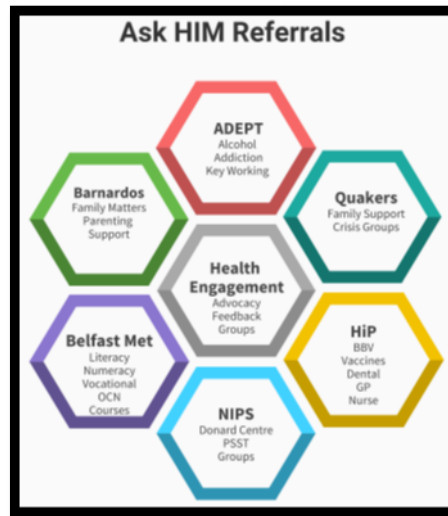 Ask HIM Referrals
ADEPT
Alcohol
Addiction
Key Working
Barnardos
Family Matters
Parenting
Support
Quakers
Family Support
Crisis Groups
Health
Engagement
Advocacy
Feedback
Groups
Belfast Met
Literacy
Numeracy
Vocational
OCN
Courses
HiP
BBV
Vaccines
Dental
GP
Nurse
NIPS
Donard Centre
PSST
Groups